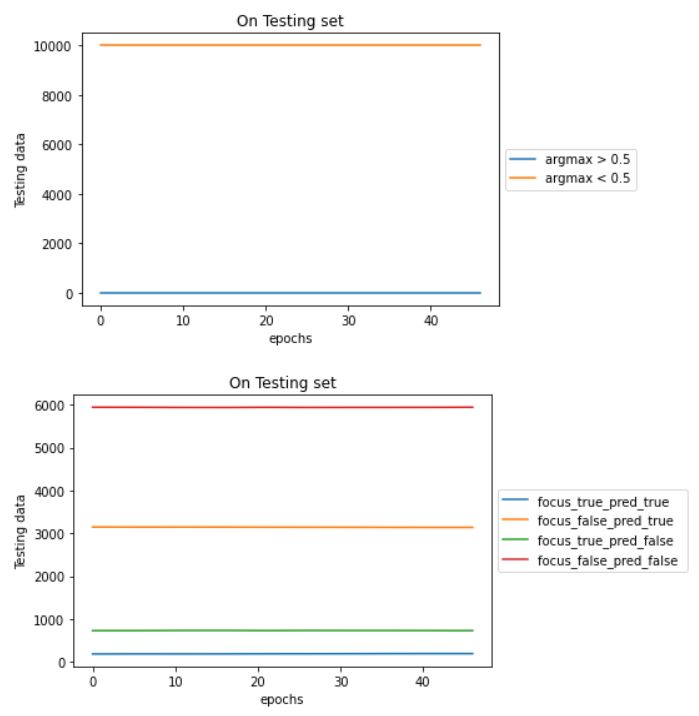 On Testing set
10000
8000
6000
4000
2000
0
Testing data
0 10 20 30 40
epochs
argmax > 0.5
argmax < 0.5
On Testing set
6000
5000
4000
3000
2000
1000
0
Testing data
0 10 20 30 40
epochs
focus_true_pred_true
focus_false_pred_true
focus_true_pred_false
focus_false_pred_false